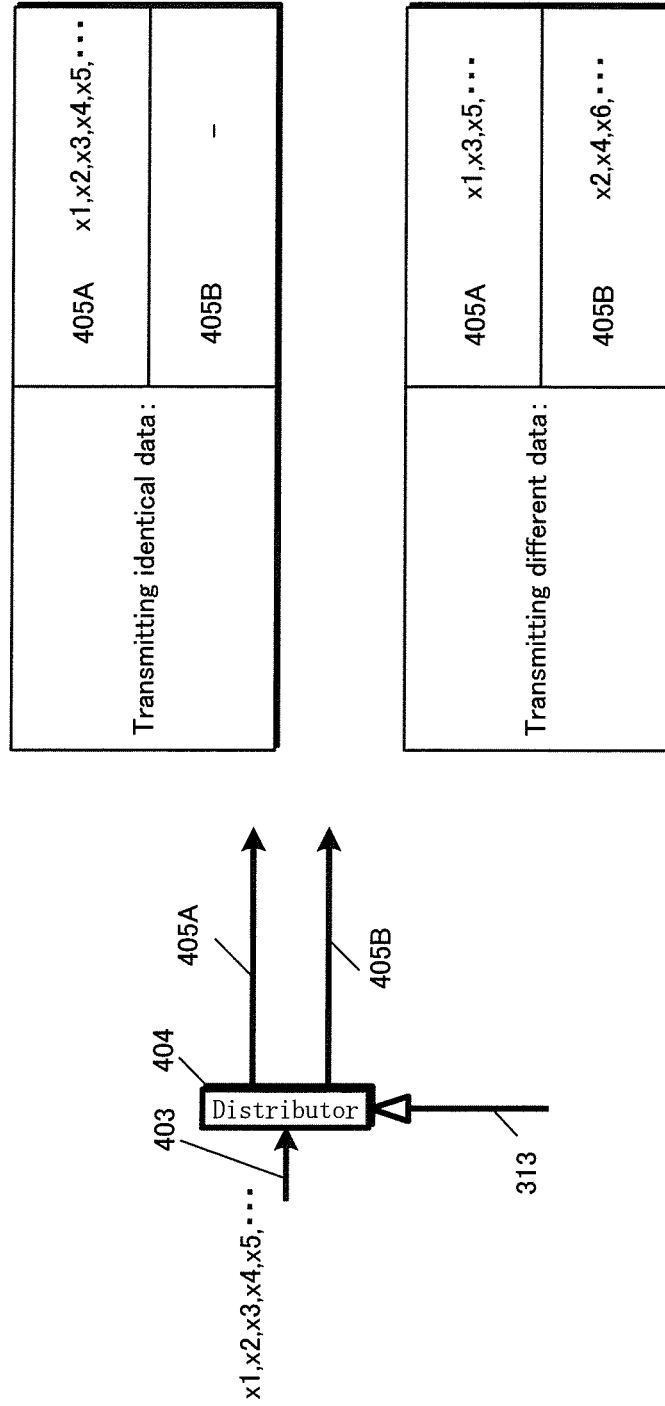 x1,x2,x3,x4,x5,･･･
403
404
Distributor
405A
405B
313
Transmitting identical data:
405A x1,x2,x3,x4,x5,･･･
405B –
Transmitting different data:
405A x1,x3,x5,･･･
405B x2,x4,x6,･･･